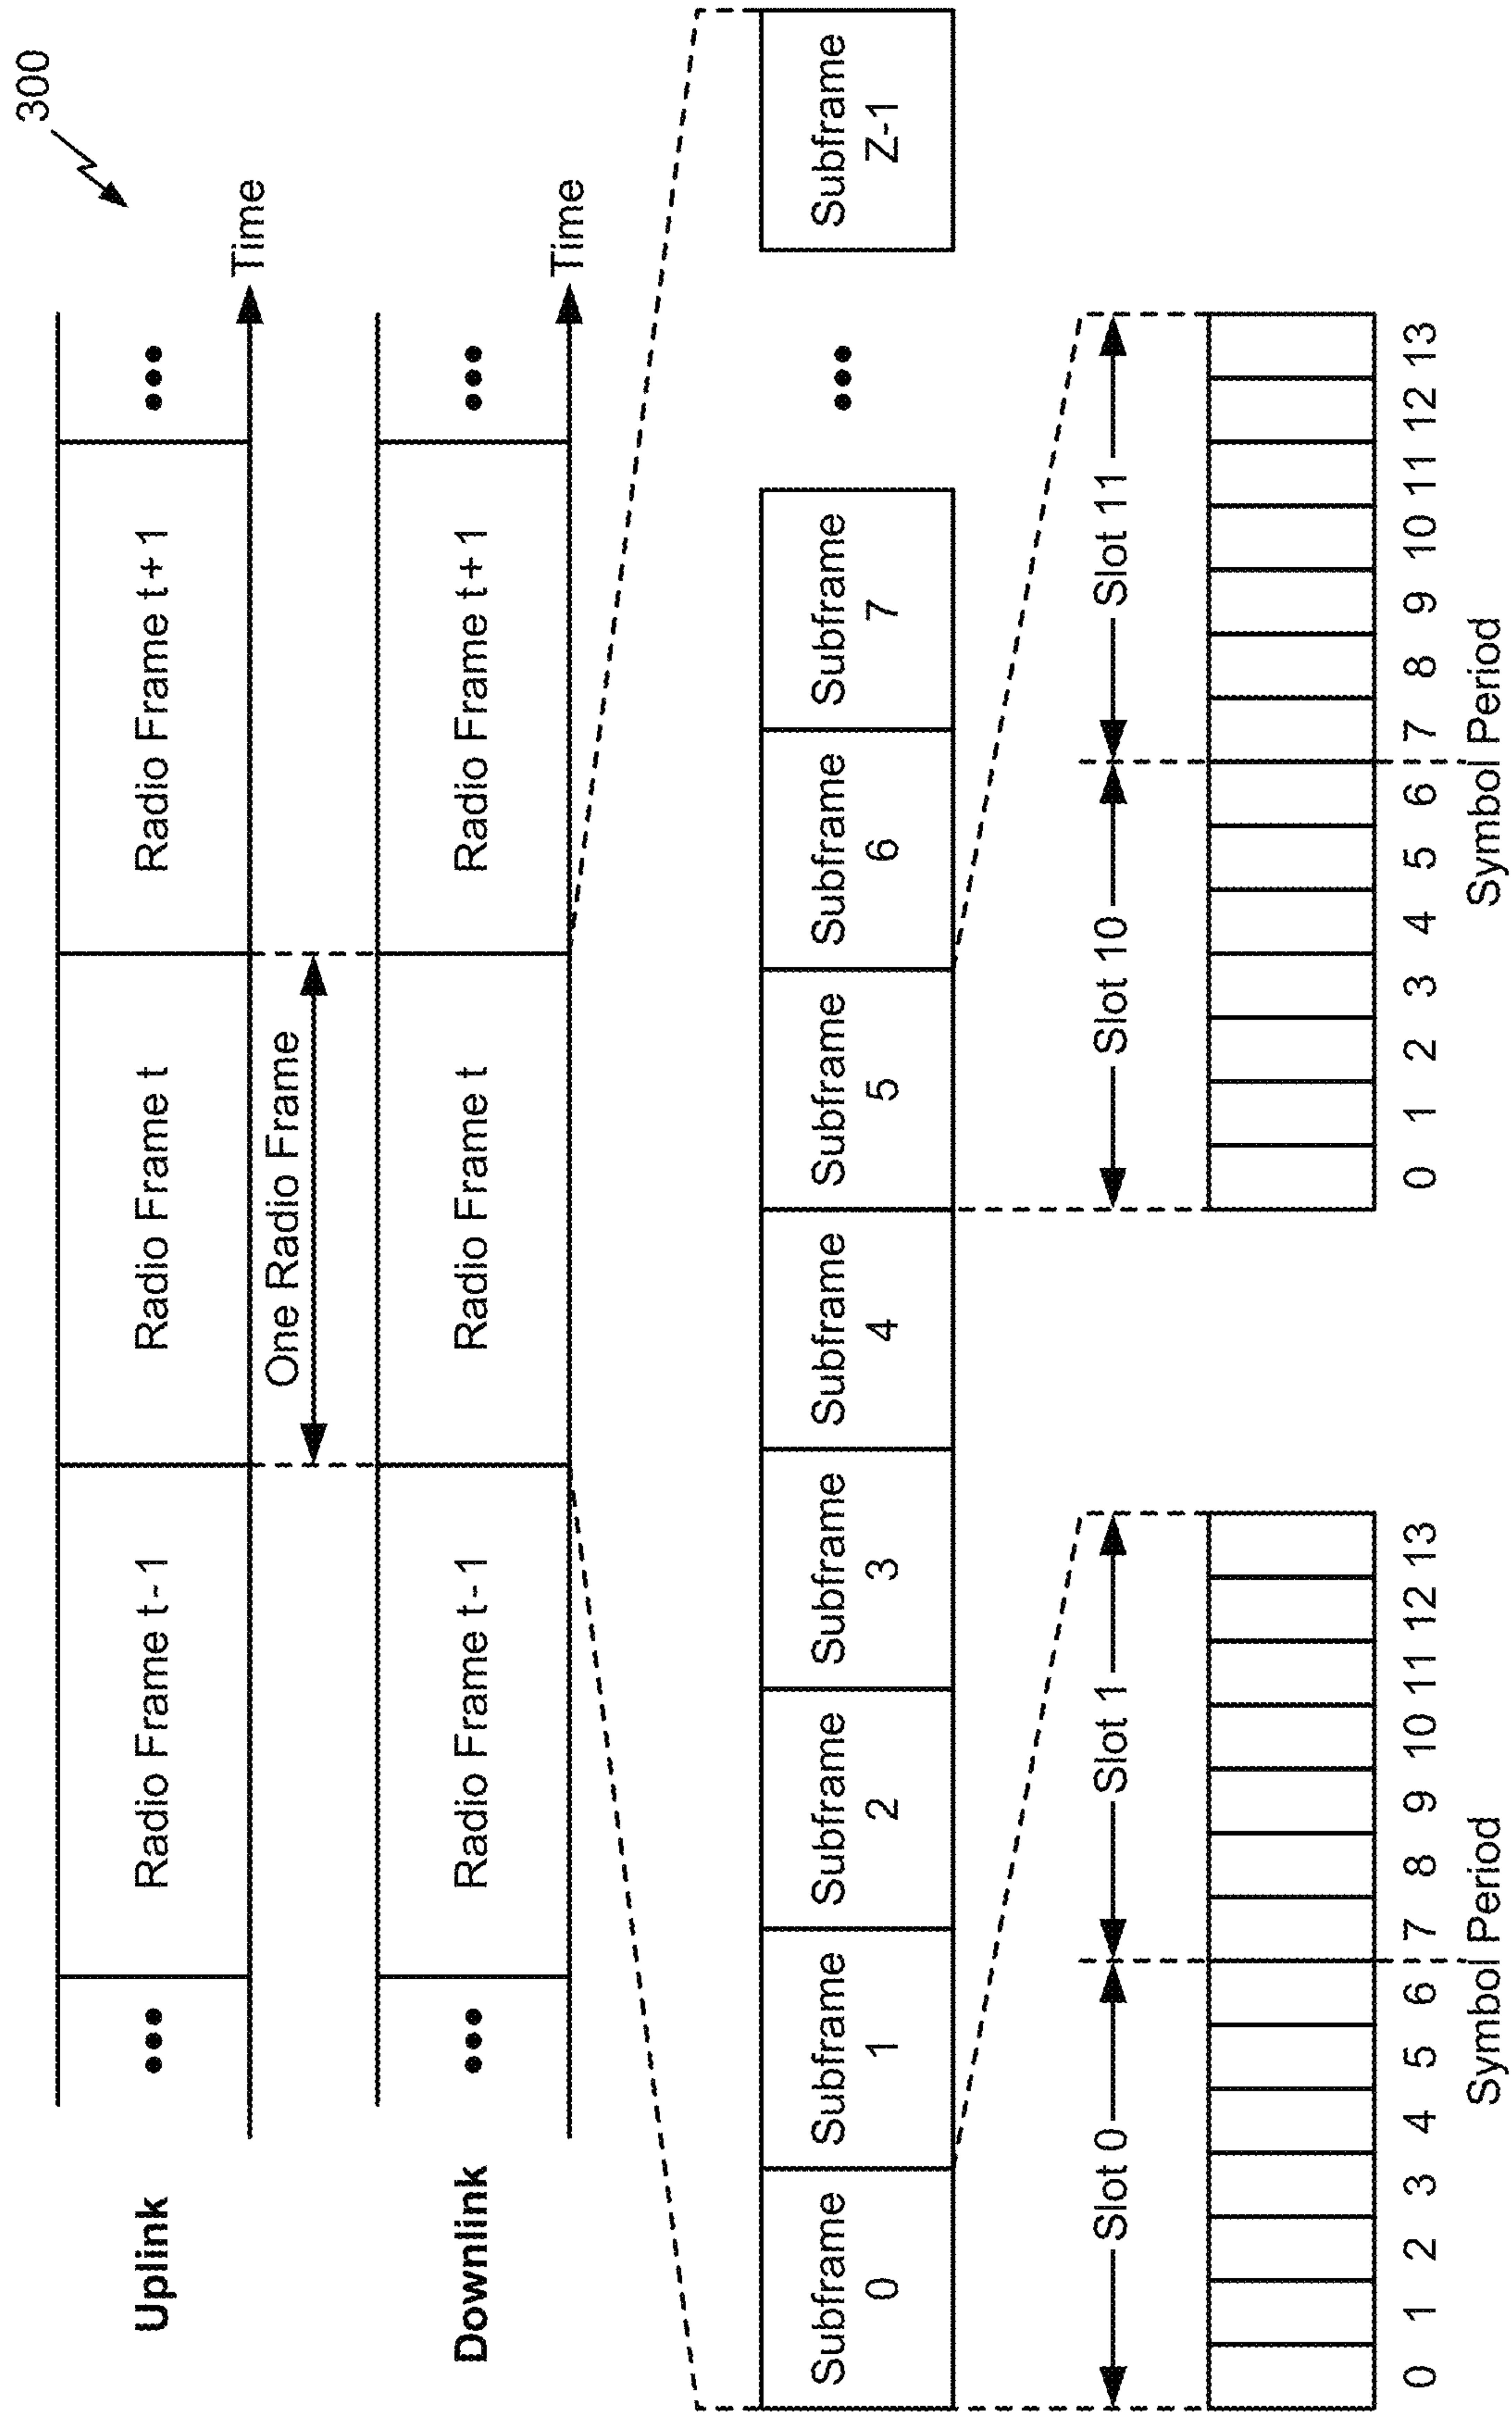 300
Uplink
••• Radio Frame t-1 Radio Frame t Radio Frame t+1 •••
Time
One Radio Frame
Downlink
••• Radio Frame t-1 Radio Frame t Radio Frame t+1 •••
Time
Subframe Subframe Subframe Subframe Subframe Subframe Subframe Subframe ••• Subframe
0 1 2 3 4 5 6 7 Z-1
Slot 0 Slot 1 Slot 10 Slot 11
0 1 2 3 4 5 6 7 8 9 10 11 12 13 0 1 2 3 4 5 6 7 8 9 10 11 12 13
Symbol Period Symbol Period